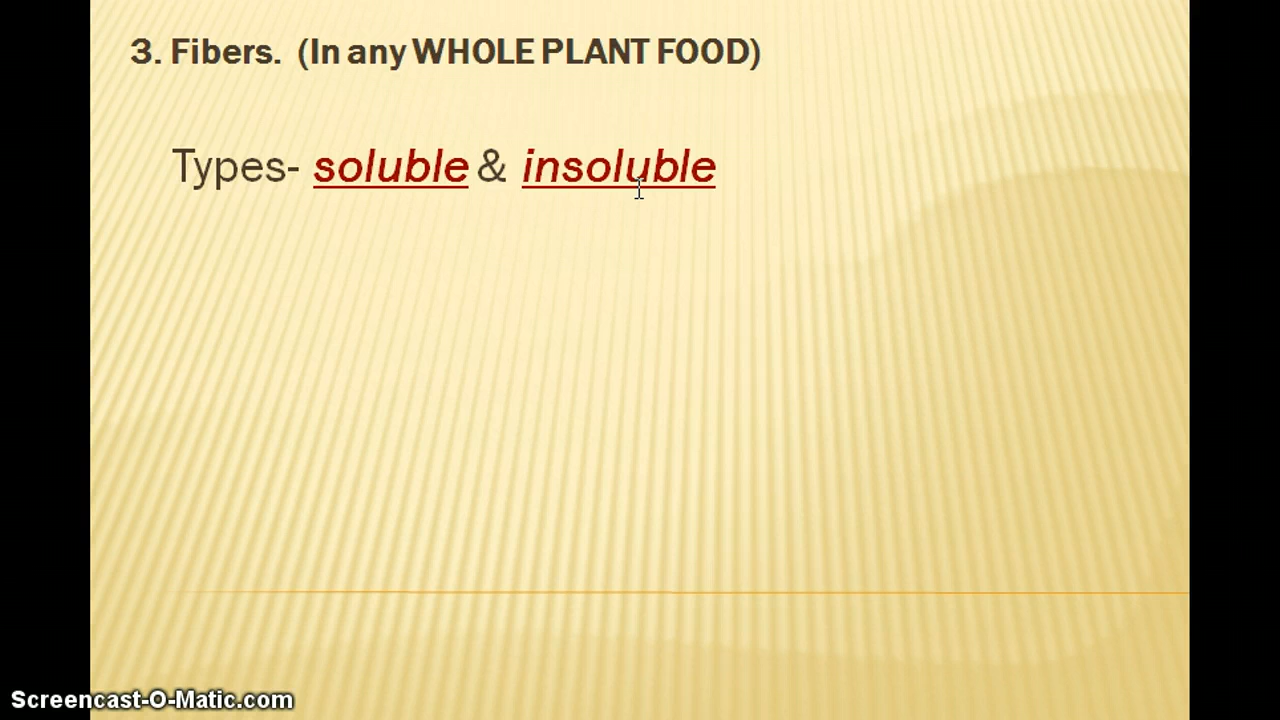 3. Fibers. (In any WHOLE PLANT FOOD)
Types- soluble & insoluble
Screencast-O-Matic.com